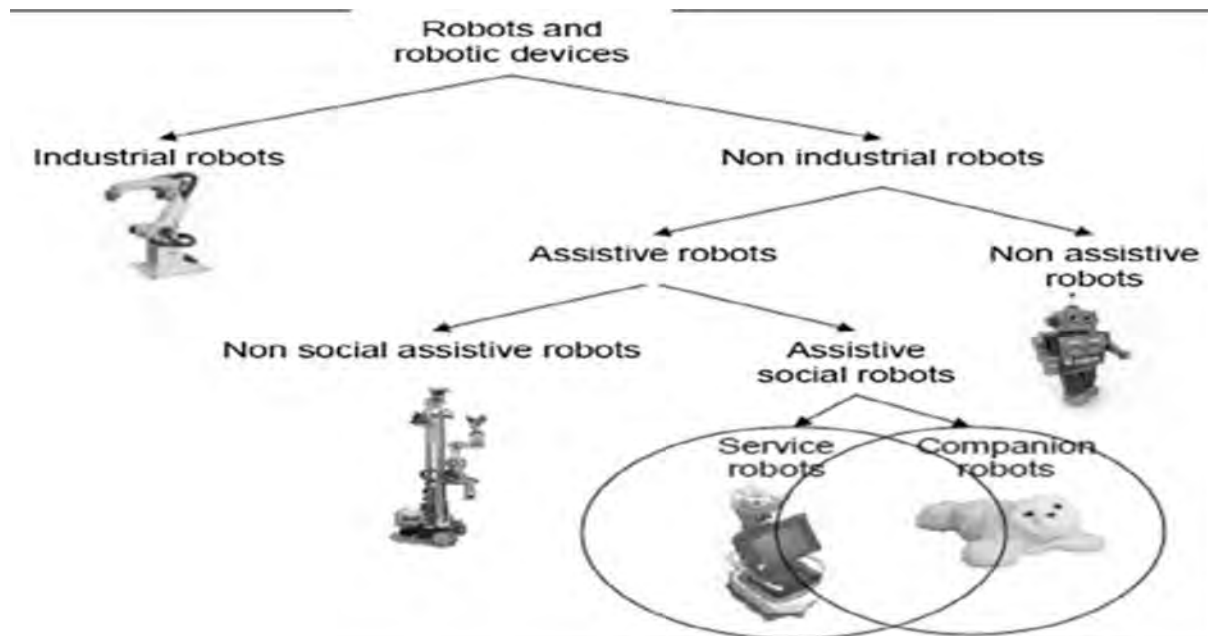 Robots and
robotic devices
Industrial robots
Non industrial robots
Assistive robots
Non assistive
robots
Non social assistive robots
Assistive
social robots
Service
robots
Companion
robots